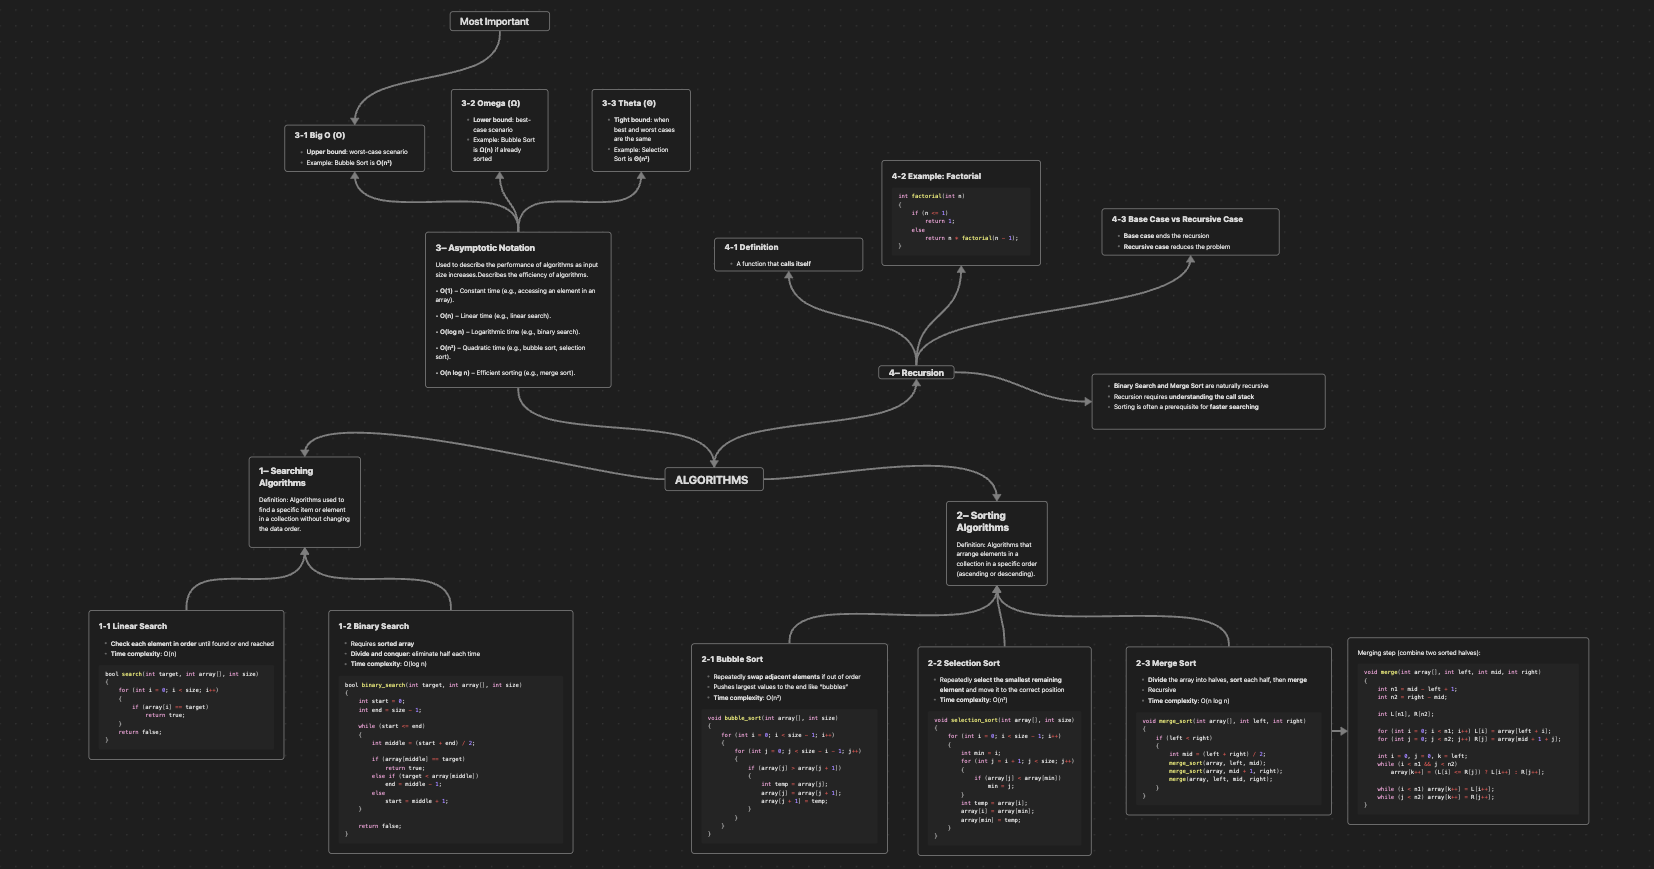 Most Important
3-1 Big O (O)
• Upper bound: worst-case scenario
• Example: Bubble Sort is O(n²)
3-2 Omega (Ω)
• Lower bound: best-
case scenario
• Example: Bubble Sort
is Ω(n) if already
sorted
3-3 Theta (Θ)
• Tight bound: when
best and worst cases
are the same
• Example: Selection
Sort is Θ(n²)
3– Asymptotic Notation
Used to describe the performance of algorithms as input
size increases.Describes the efficiency of algorithms.
• O(1) – Constant time (e.g., accessing an element in an
array).
• O(n) – Linear time (e.g., linear search).
• O(log n) – Logarithmic time (e.g., binary search).
• O(n²) – Quadratic time (e.g., bubble sort, selection
sort).
• O(n log n) – Efficient sorting (e.g., merge sort).
4-1 Definition
• A function that calls itself
4-2 Example: Factorial
int factorial(int n)
{
if (n == 1)
return 1;
else
return n * factorial(n - 1);
}
4-3 Base Case vs Recursive Case
• Base case ends the recursion
• Recursive case reduces the problem
4– Recursion
• Binary Search and Merge Sort are naturally recursive
• Recursion requires understanding the call stack
• Sorting is often a prerequisite for faster searching
ALGORITHMS
1– Searching
Algorithms
Definition: Algorithms used to
find a specific item or element
in a collection without changing
the data order.
2– Sorting
Algorithms
Definition: Algorithms that
arrange elements in a
collection in a specific order
(ascending or descending).
1-1 Linear Search
• Check each element in order until found or end reached
• Time complexity: O(n)
bool search(int target, int array[], int size)
{
for (int i = 0; i < size; i++)
{
if (array[i] == target)
return true;
}
return false;
}
1-2 Binary Search
• Requires sorted array
• Divide and conquer: eliminate half each time
• Time complexity: O(log n)
bool binary_search(int target, int array[], int size)
{
int start = 0;
int end = size - 1;
while (start <= end)
{
int middle = (start + end) / 2;
if (array[middle] == target)
return true;
else if (target < array[middle])
end = middle - 1;
else
start = middle + 1;
}
return false;
}
2-1 Bubble Sort
• Repeatedly swap adjacent elements if out of order
• Pushes largest values to the end like "bubbles"
• Time complexity: O(n²)
void bubble_sort(int array[], int size)
{
for (int i = 0; i < size - 1; i++)
{
for (int j = 0; j < size - i - 1; j++)
{
if (array[j] > array[j + 1])
{
int temp = array[j];
array[j] = array[j + 1];
array[j + 1] = temp;
}
}
}
}
2-2 Selection Sort
• Repeatedly select the smallest remaining
element and move it to the correct position
• Time complexity: O(n²)
void selection_sort(int array[], int size)
{
for (int i = 0; i < size - 1; i++)
{
int min = i;
for (int j = i + 1; j < size; j++)
{
if (array[j] < array[min])
min = j;
}
int temp = array[i];
array[i] = array[min];
array[min] = temp;
}
}
2-3 Merge Sort
• Divide the array into halves, sort each half, then merge
• Recursive
• Time complexity: O(n log n)
void merge_sort(int array[], int left, int right)
{
if (left < right)
{
int mid = (left + right) / 2;
merge_sort(array, left, mid);
merge_sort(array, mid + 1, right);
merge(array, left, mid, right);
}
}
Merging step (combine two sorted halves):
void merge(int array[], int left, int mid, int right)
{
int n1 = mid - left + 1;
int n2 = right - mid;
int L[n1], R[n2];
for (int i = 0; i < n1; i++) L[i] = array[left + i];
for (int j = 0; j < n2; j++) R[j] = array[mid + 1 + j];
int i = 0, j = 0, k = left;
while (i < n1 && j < n2)
array[k++] = (L[i] <= R[j]) ? L[i++] : R[j++];
while (i < n1) array[k++] = L[i++];
while (j < n2) array[k++] = R[j++];
}